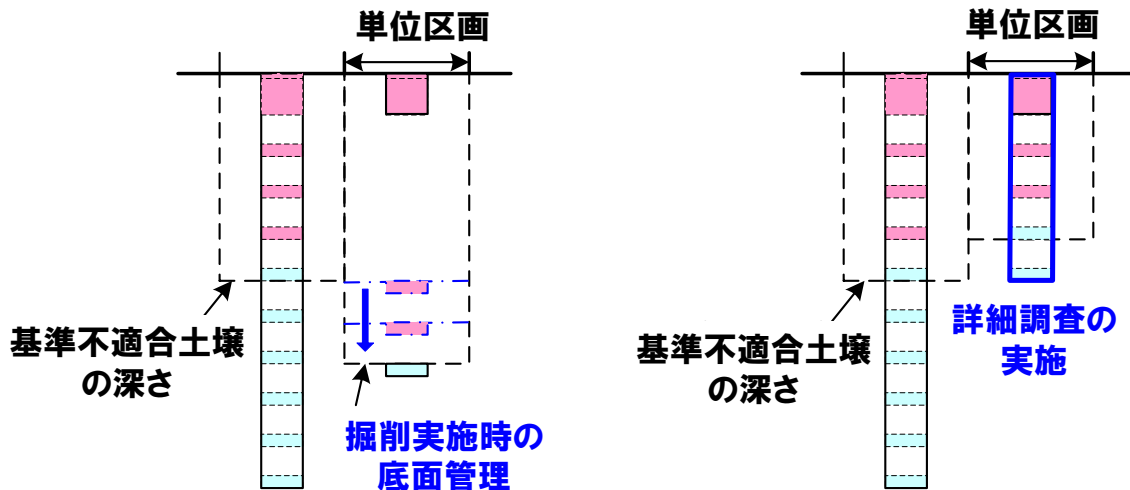 単位区画
基準不適合土壌
の深さ
掘削実施時の
底面管理
単位区画
基準不適合土壌
の深さ
詳細調査の
実施